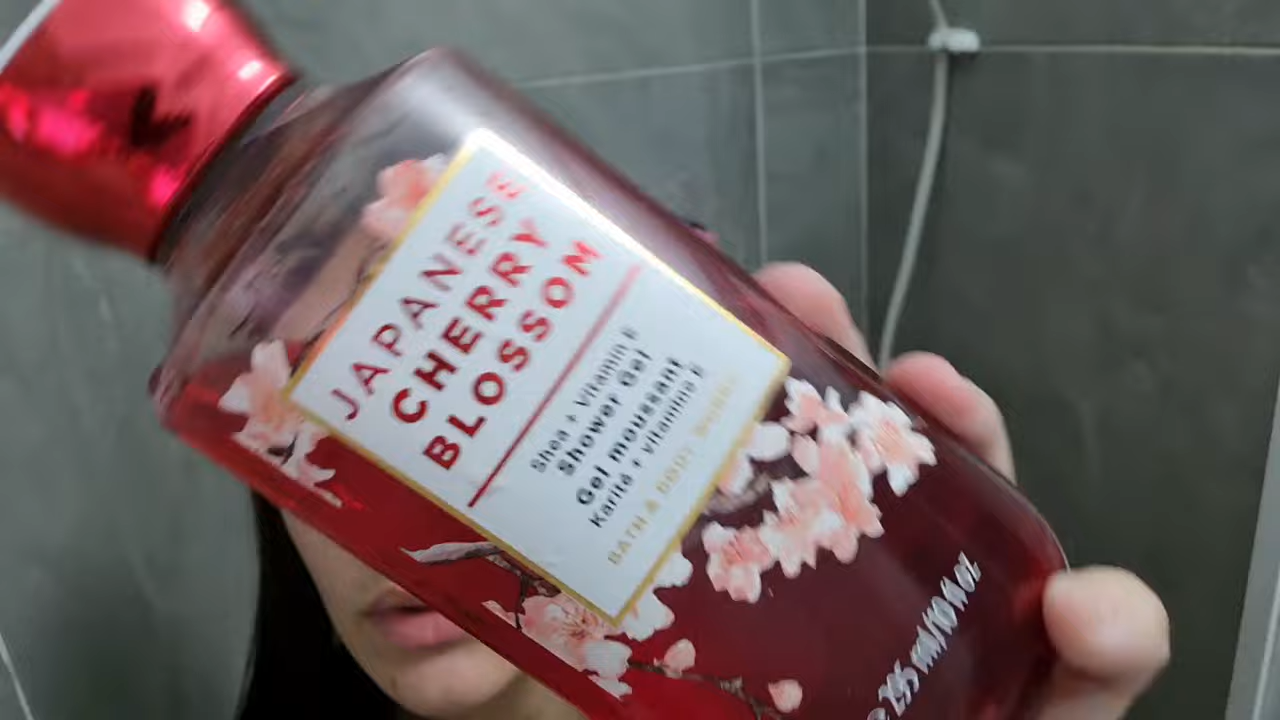 JAPANESE
CHERRY
BLOSSOM
Shea + Vitamin E
Shower Gel
Gel moussant
Karité + vitamine E
BATH & BODY WORKS
295 ml/10 fl oz